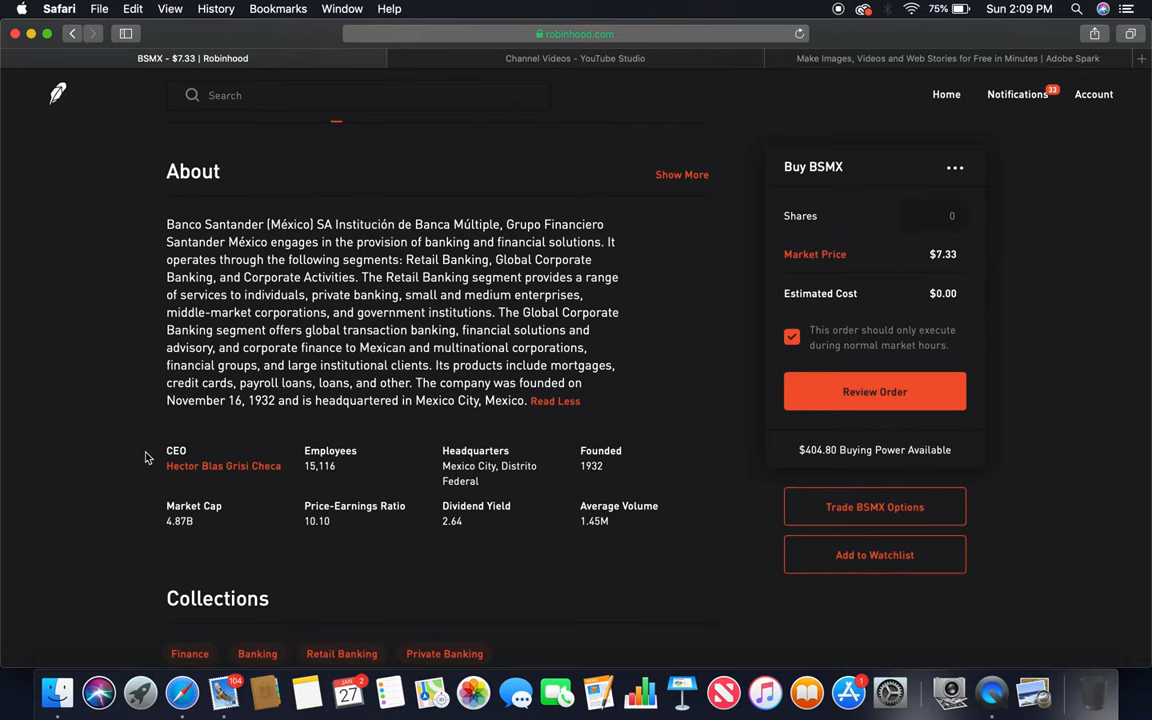 Safari File Edit View History Bookmarks Window Help
75% Sun 2:09 PM
robinhood.com
BSMX - $7.33 | Robinhood
Channel Videos - YouTube Studio
Make Images, Videos and Web Stories for Free in Minutes | Adobe Spark
Search
Home
Notifications
33
Account
About
Show More
Banco Santander (México) SA Institución de Banca Múltiple, Grupo Financiero
Santander México engages in the provision of banking and financial solutions. It
operates through the following segments: Retail Banking, Global Corporate
Banking, and Corporate Activities. The Retail Banking segment provides a range
of services to individuals, private banking, small and medium enterprises,
middle-market corporations, and government institutions. The Global Corporate
Banking segment offers global transaction banking, financial solutions and
advisory, and corporate finance to Mexican and multinational corporations,
financial groups, and large institutional clients. Its products include mortgages,
credit cards, payroll loans, loans, and other. The company was founded on
November 16, 1932 and is headquartered in Mexico City, Mexico. Read Less
CEO
Hector Blas Grisi Checa
Employees
15,116
Headquarters
Mexico City, Distrito
Federal
Founded
1932
Market Cap
4.87B
Price-Earnings Ratio
10.10
Dividend Yield
2.64
Average Volume
1.45M
Collections
Finance
Banking
Retail Banking
Private Banking
Buy BSMX
Shares 0
Market Price $7.33
Estimated Cost $0.00
This order should only execute
during normal market hours.
Review Order
$404.80 Buying Power Available
Trade BSMX Options
Add to Watchlist
104
JAN
27
2
1